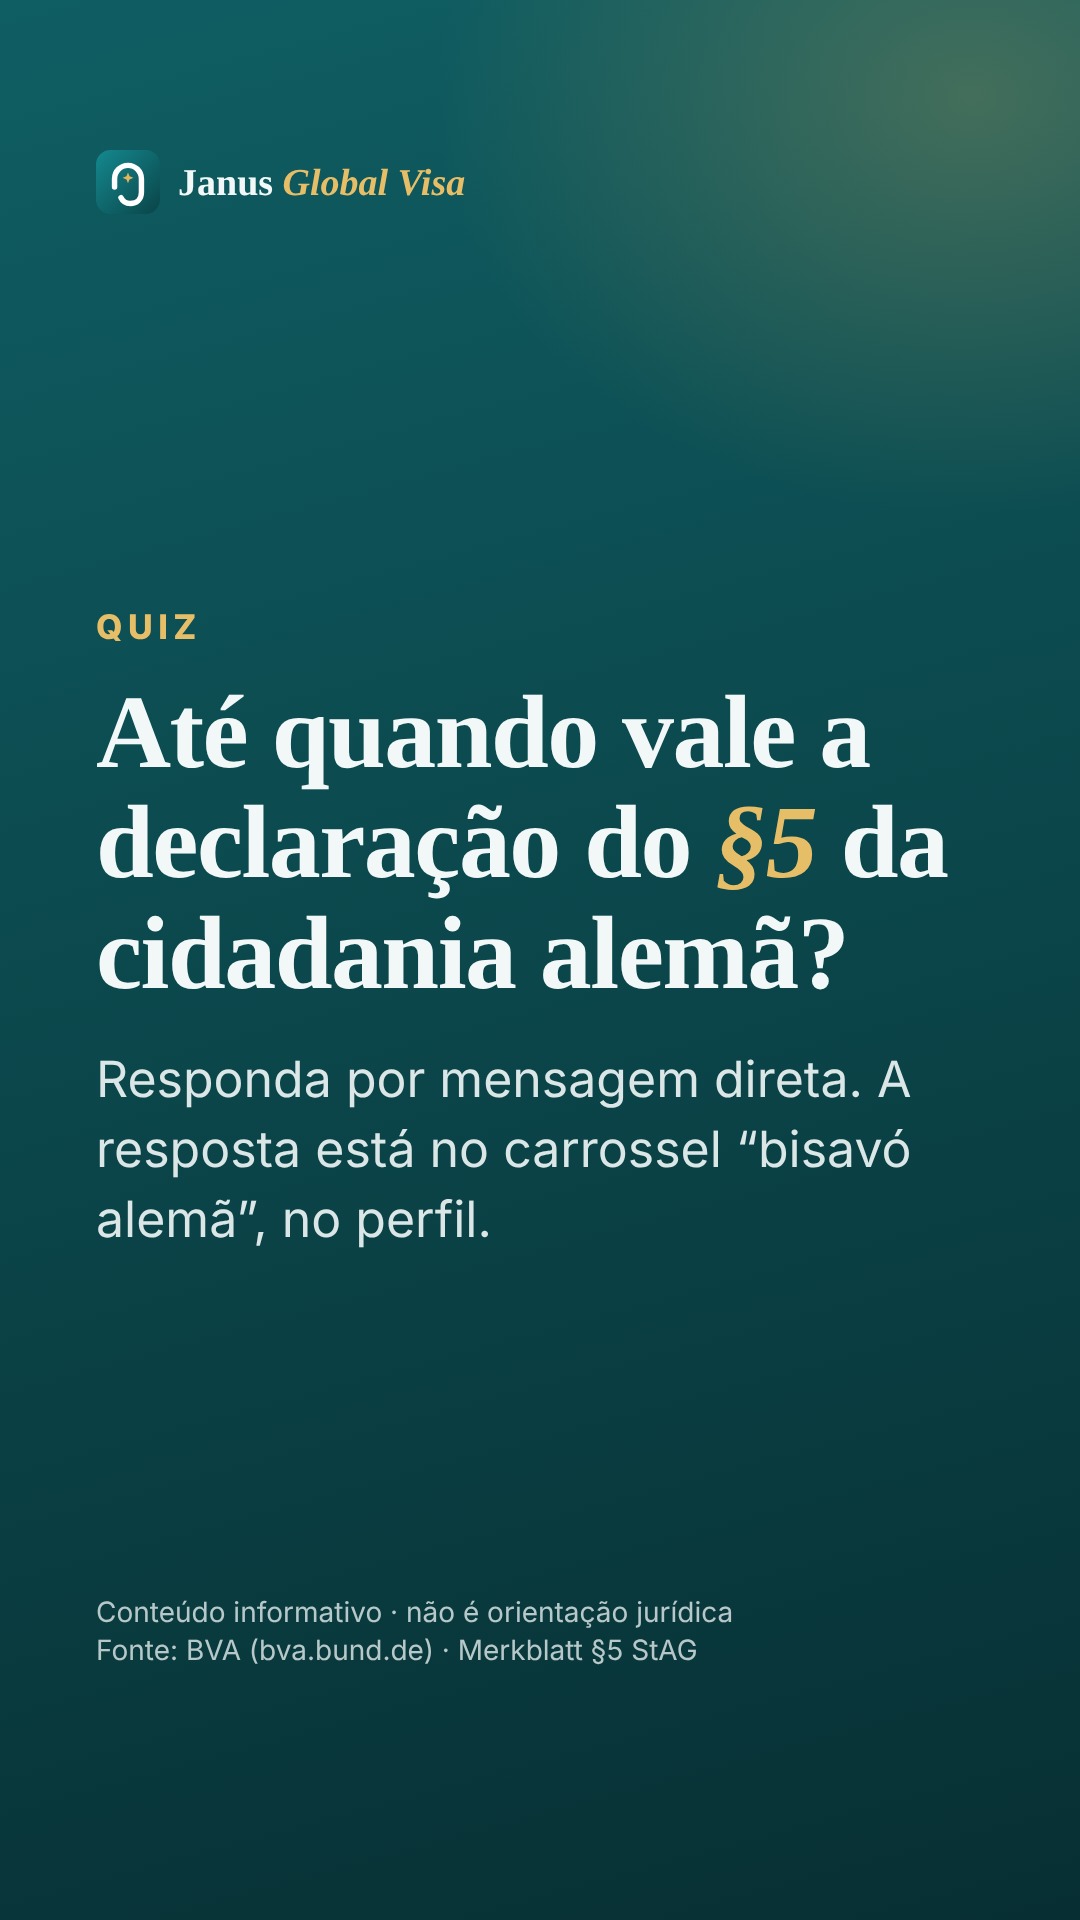 Janus Global Visa
QUIZ
Até quando vale a
declaração do §5 da
cidadania alemã?
Responda por mensagem direta. A
resposta está no carrossel “bisavó
alemã”, no perfil.
Conteúdo informativo · não é orientação jurídica
Fonte: BVA (bva.bund.de) · Merkblatt §5 StAG